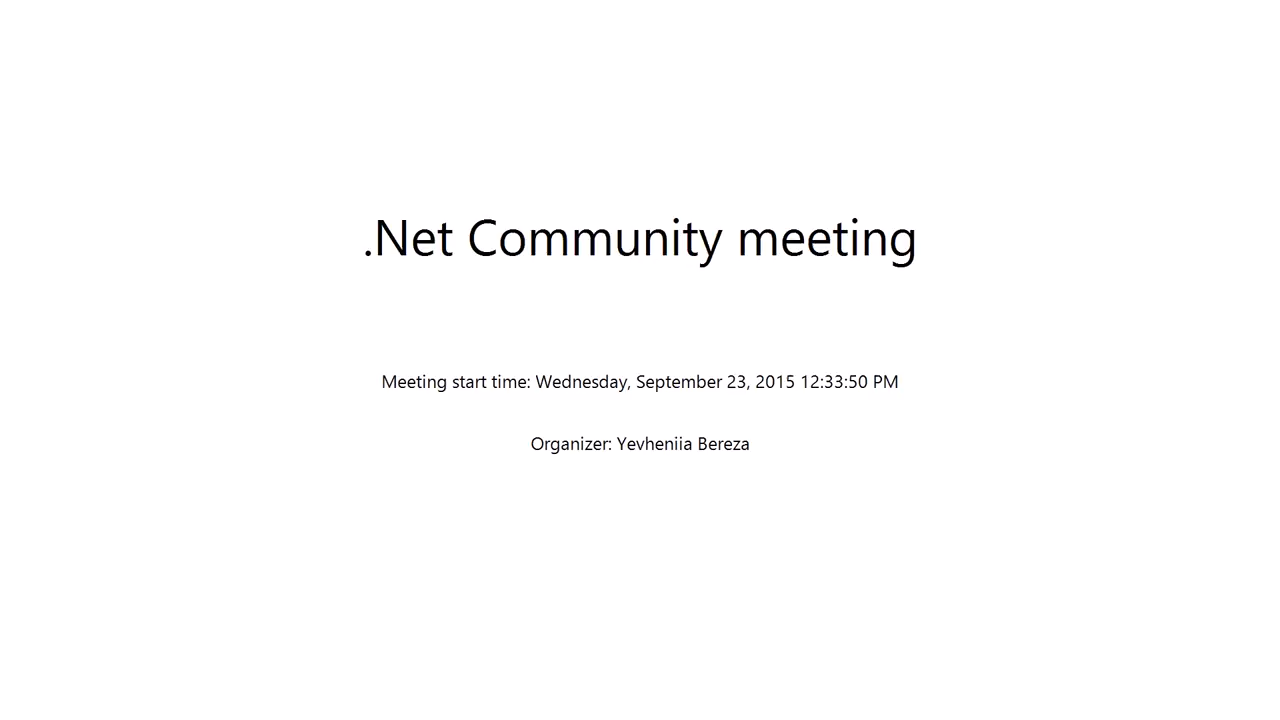 .Net Community meeting
Meeting start time: Wednesday, September 23, 2015 12:33:50 PM
Organizer: Yevheniia Bereza